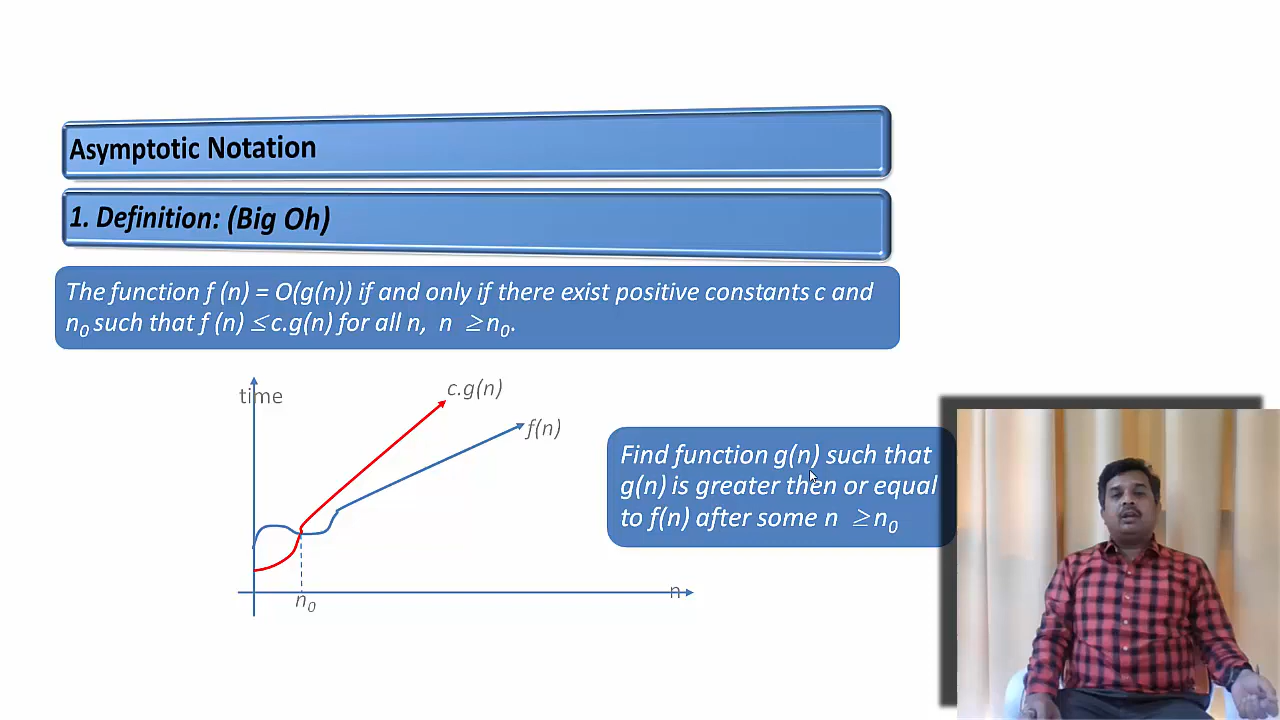 Asymptotic Notation
1. Definition: (Big Oh)
The function f (n) = O(g(n)) if and only if there exist positive constants c and
n₀ such that f (n) ≤ c.g(n) for all n, n ≥ n₀.
time
c.g(n)
f(n)
Find function g(n) such that
g(n) is greater then or equal
to f(n) after some n ≥ n₀
n
n₀